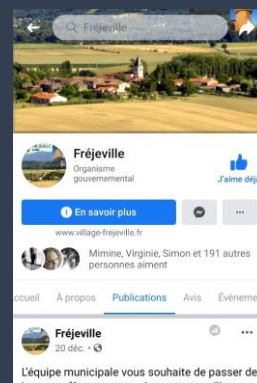 Fréjeville
Fréjeville
Organisme
gouvernemental
J'aime déjà
En savoir plus
www.village-frejeville.fr
Mimine, Virginie, Simon et 191 autres
personnes aiment
ccueil À propos Publications Avis Événeme
Fréjeville
20 déc.
L'équipe municipale vous souhaite de passer de